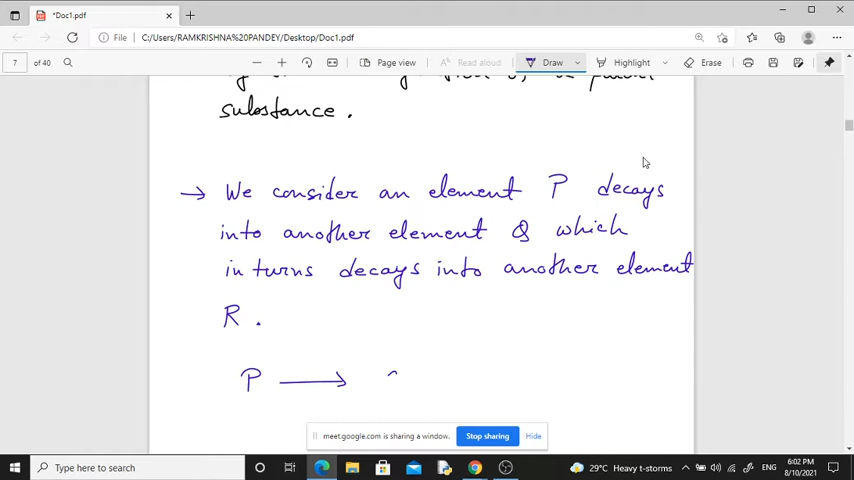 *Doc1.pdf
File
C:/Users/RAMKRISHNA%20PANDEY/Desktop/Doc1.pdf
7 of 40
Page view
Read aloud
Draw
Highlight
Erase
substance.
→ We consider an element P decays
into another element Q which
in turns decays into another element
R.
P ⟶
meet.google.com is sharing a window.
Stop sharing
Hide
Type here to search
29°C Heavy t-storms
ENG
6:02 PM
8/10/2021